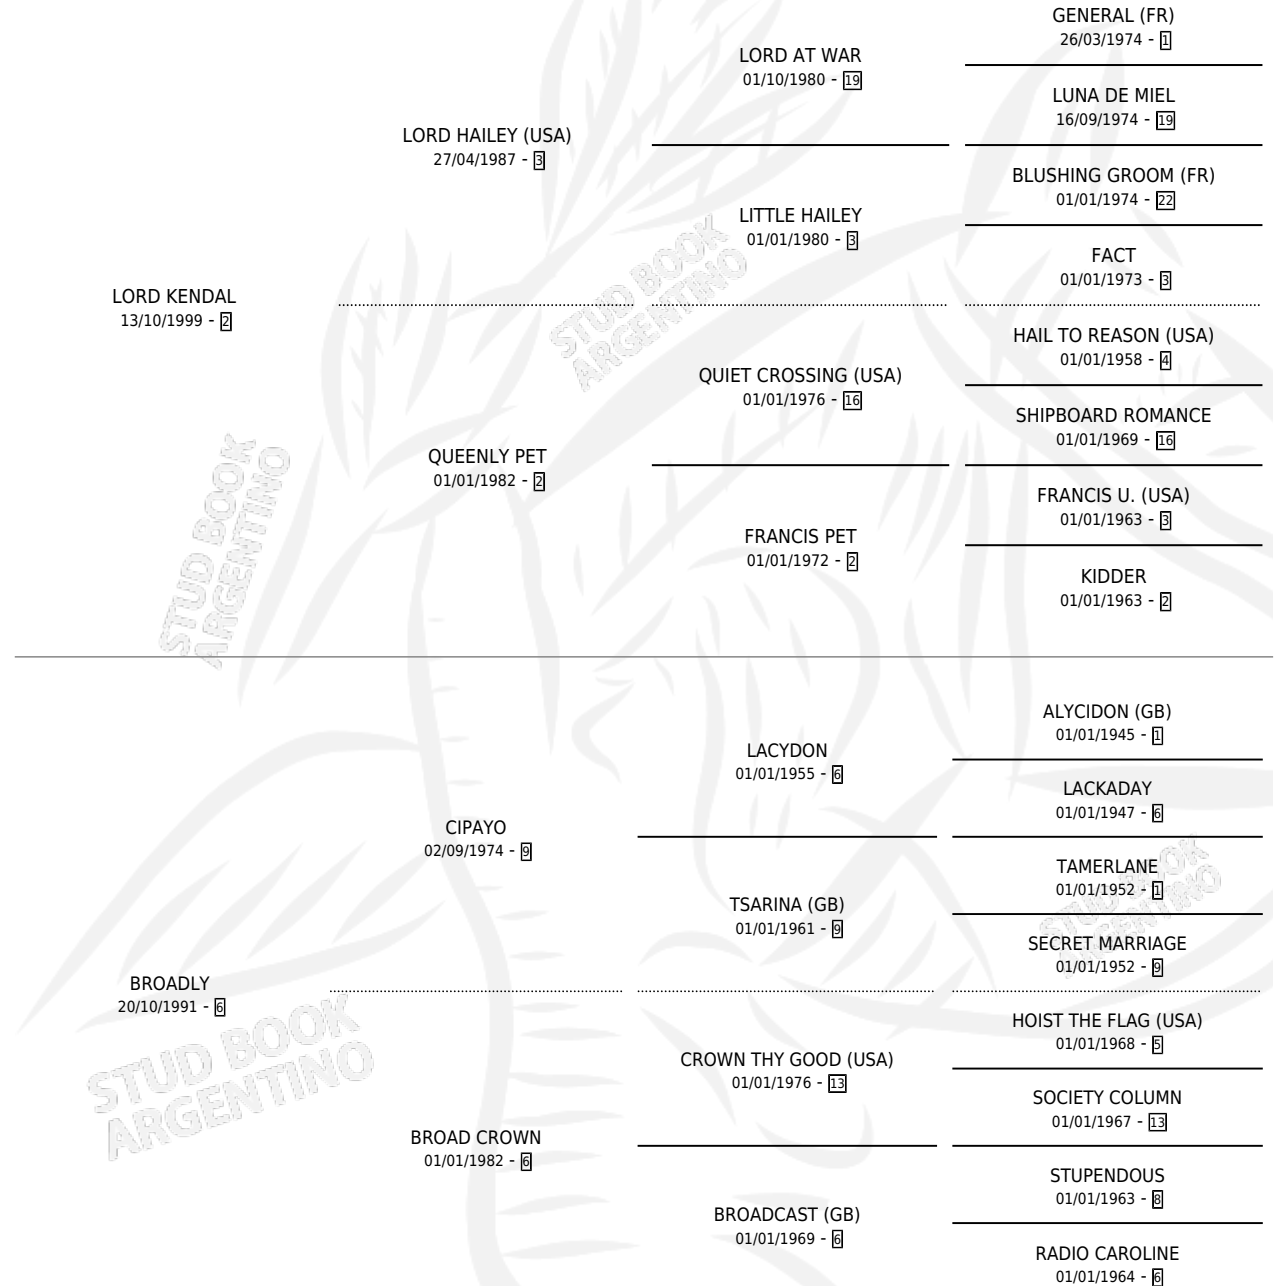 GENERAL (FR)
26/03/1974 - 1
LORD AT WAR
01/10/1980 - 19
LUNA DE MIEL
16/09/1974 - 19
LORD HAILEY (USA)
27/04/1987 - 3
BLUSHING GROOM (FR)
01/01/1974 - 22
LITTLE HAILEY
01/01/1980 - 3
FACT
01/01/1973 - 3
LORD KENDAL
13/10/1999 - 2
HAIL TO REASON (USA)
01/01/1958 - 4
QUIET CROSSING (USA)
01/01/1976 - 16
SHIPBOARD ROMANCE
01/01/1969 - 16
QUEENLY PET
01/01/1982 - 2
FRANCIS U. (USA)
01/01/1963 - 3
FRANCIS PET
01/01/1972 - 2
KIDDER
01/01/1963 - 2
STUD BOOK
ARGENTINO
STUD BOOK
ARGENTINO
ALYCIDON (GB)
01/01/1945 - 1
LACYDON
01/01/1955 - 6
LACKADAY
01/01/1947 - 6
CIPAYO
02/09/1974 - 9
TAMERLANE
01/01/1952 - 1
TSARINA (GB)
01/01/1961 - 9
SECRET MARRIAGE
01/01/1952 - 9
BROADLY
20/10/1991 - 6
HOIST THE FLAG (USA)
01/01/1968 - 5
CROWN THY GOOD (USA)
01/01/1976 - 13
SOCIETY COLUMN
01/01/1967 - 13
BROAD CROWN
01/01/1982 - 6
STUPENDOUS
01/01/1963 - 8
BROADCAST (GB)
01/01/1969 - 6
RADIO CAROLINE
01/01/1964 - 6
STUD BOOK
ARGENTINO
STUD BOOK
ARGENTINO